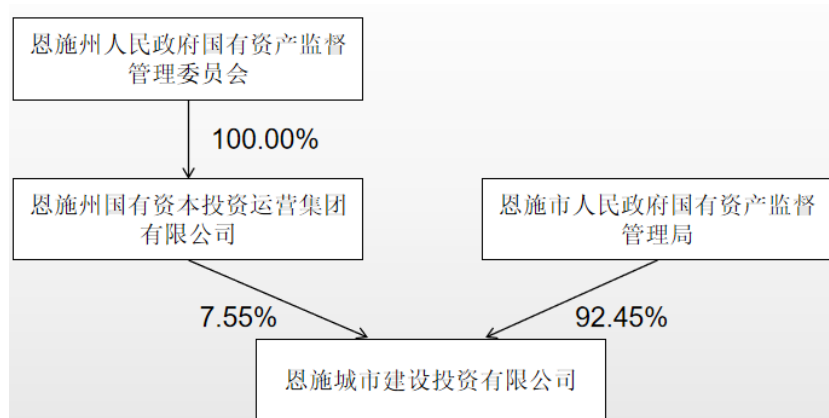 恩施州人民政府国有资产监督
管理委员会
100.00%
恩施州国有资本投资运营集团
有限公司
恩施市人民政府国有资产监督
管理局
7.55%
92.45%
恩施城市建设投资有限公司